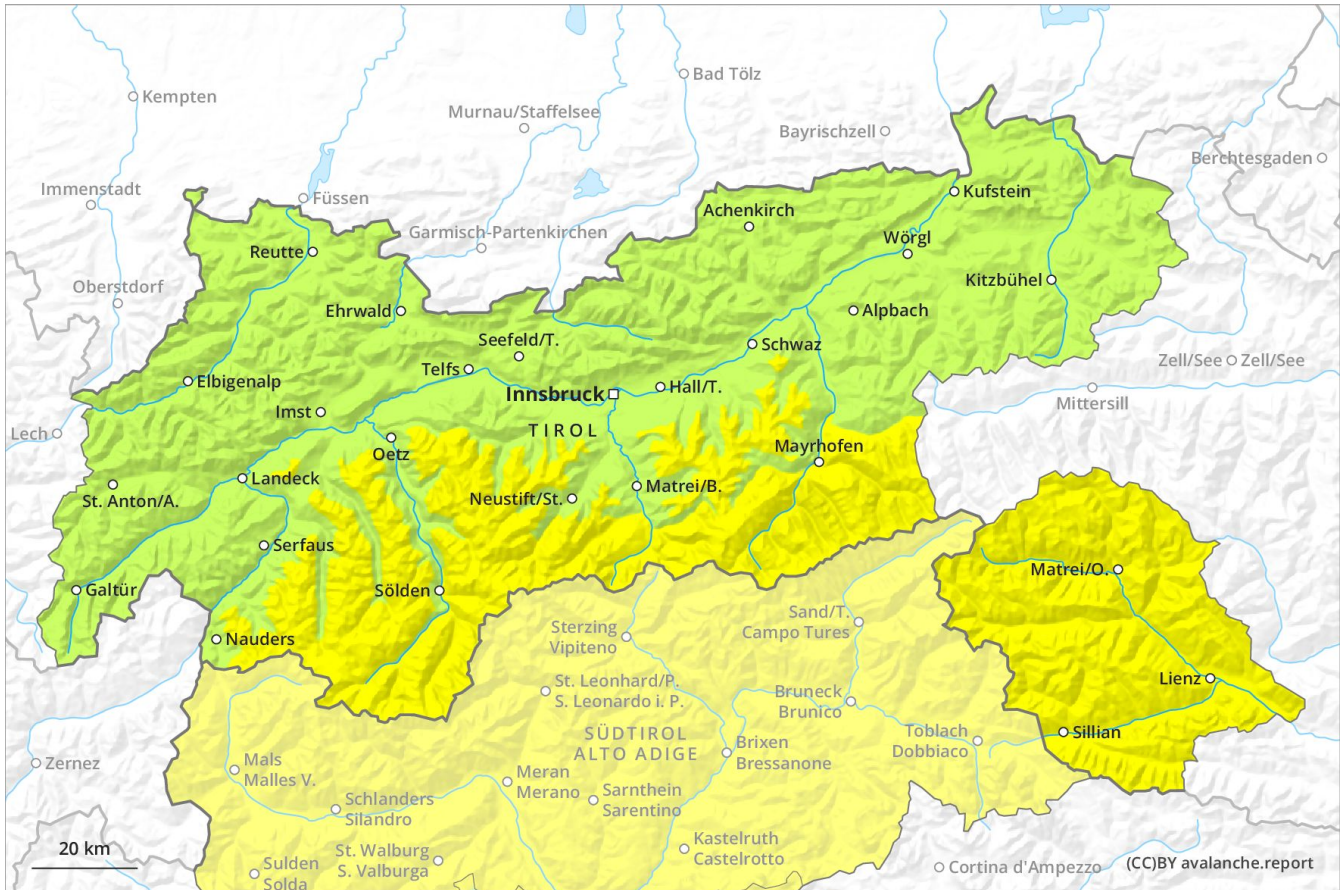 Kempten
Bad Tölz
Murnau/Staffelsee
Bayrischzell
Berchtesgaden
Immenstadt
Füssen
Kufstein
Achenkirch
Garmisch-Partenkirchen
Wörgl
Reutte
Kitzbühel
Oberstdorf
Ehrwald
Alpbach
Seefeld/T.
Schwaz
Zell/See
Zell/See
Telfs
Elbigenalp
Innsbruck
Hall/T.
Mittersill
Imst
Lech
TIROL
Mayrhofen
Oetz
Landeck
St. Anton/A.
Neustift/St.
Matrei/B.
Serfaus
Matrei/O.
Galtür
Sölden
Sand/T.
Campo Tures
Nauders
Sterzing
Vipiteno
St. Leonhard/P.
S. Leonardo i. P.
Lienz
Bruneck
Brunico
SÜDTIROL
ALTO ADIGE
Toblach
Dobbiaco
Sillian
Brixen
Bressanone
Zernez
Mals
Malles V.
Meran
Merano
Sarnthein
Sarentino
Schlanders
Silandro
20 km
St. Walburg
S. Valburga
Kastelruth
Castelrotto
Sulden
Solda
Cortina d'Ampezzo
(CC)BY avalanche.report